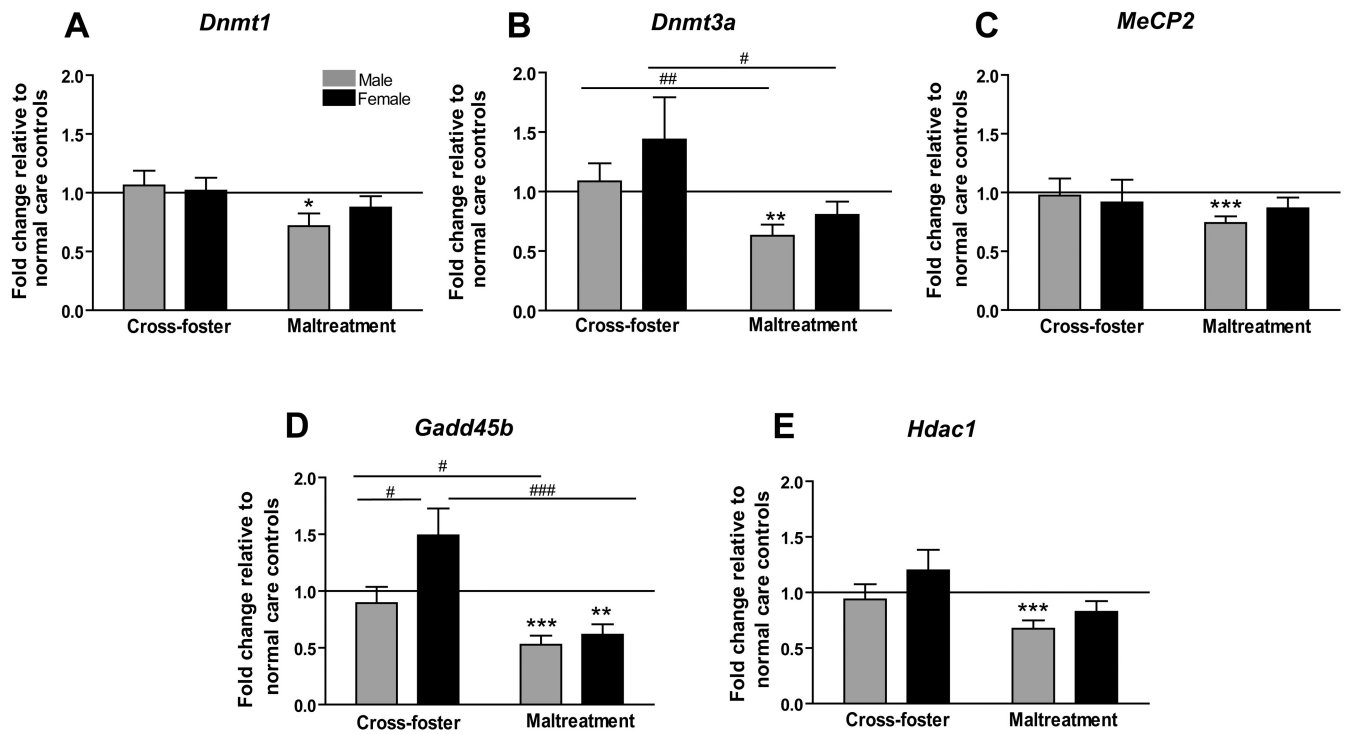 A
Dnmt1
Fold change relative to
normal care controls
2.0
1.5
1.0
0.5
0.0
Male
Female
*
Cross-foster
Maltreatment
B
Dnmt3a
Fold change relative to
normal care controls
2.0
1.5
1.0
0.5
0.0
#
##
**
Cross-foster
Maltreatment
C
MeCP2
Fold change relative to
normal care controls
2.0
1.5
1.0
0.5
0.0
***
Cross-foster
Maltreatment
D
Gadd45b
Fold change relative to
normal care controls
2.0
1.5
1.0
0.5
0.0
#
#
###
***
**
Cross-foster
Maltreatment
E
Hdac1
Fold change relative to
normal care controls
2.0
1.5
1.0
0.5
0.0
***
Cross-foster
Maltreatment